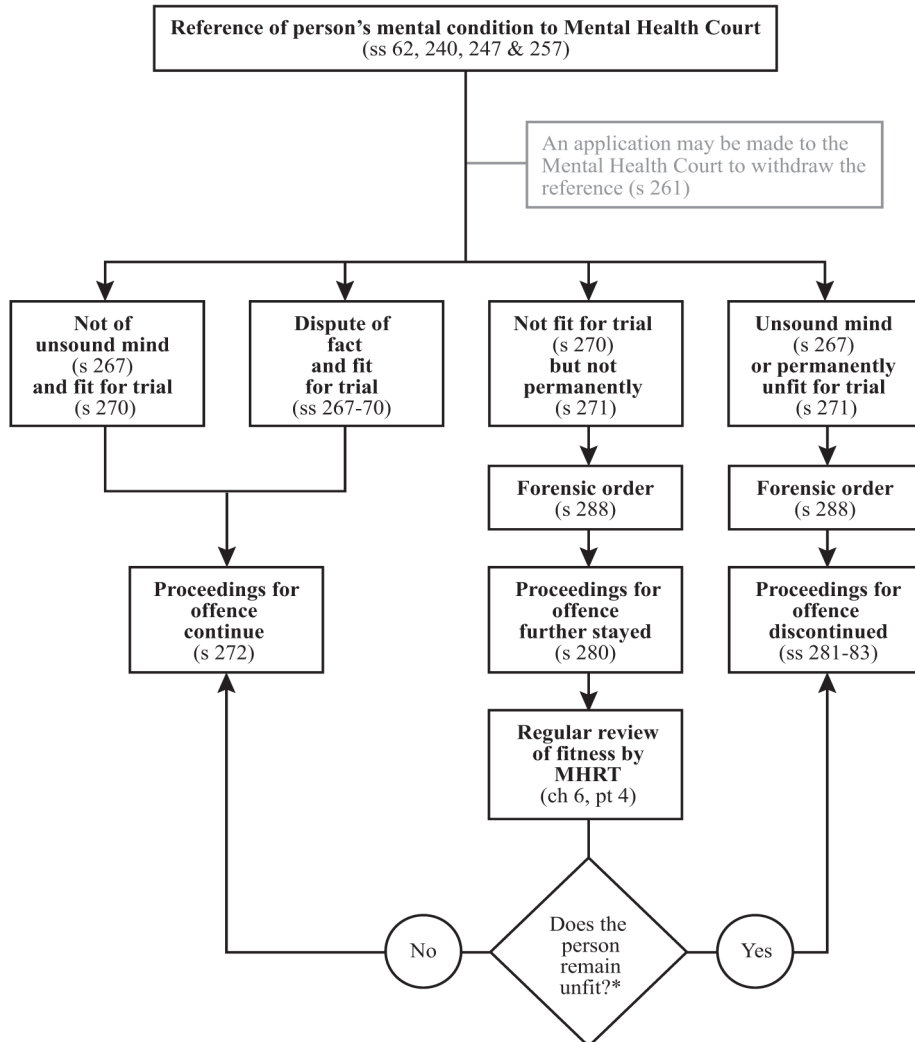 Reference of person's mental condition to Mental Health Court
(ss 62, 240, 247 & 257)
An application may be made to the
Mental Health Court to withdraw the
reference (s 261)
Not of
unsound mind
(s 267)
and fit for trial
(s 270)
Dispute of
fact
and fit
for trial
(ss 267-70)
Not fit for trial
(s 270)
but not
permanently
(s 271)
Unsound mind
(s 267)
or permanently
unfit for trial
(s 271)
Forensic order
(s 288)
Forensic order
(s 288)
Proceedings for
offence
continue
(s 272)
Proceedings for
offence
further stayed
(s 280)
Proceedings for
offence
discontinued
(ss 281-83)
Regular review
of fitness by
MHRT
(ch 6, pt 4)
No
Does the
person
remain
unfit?*
Yes